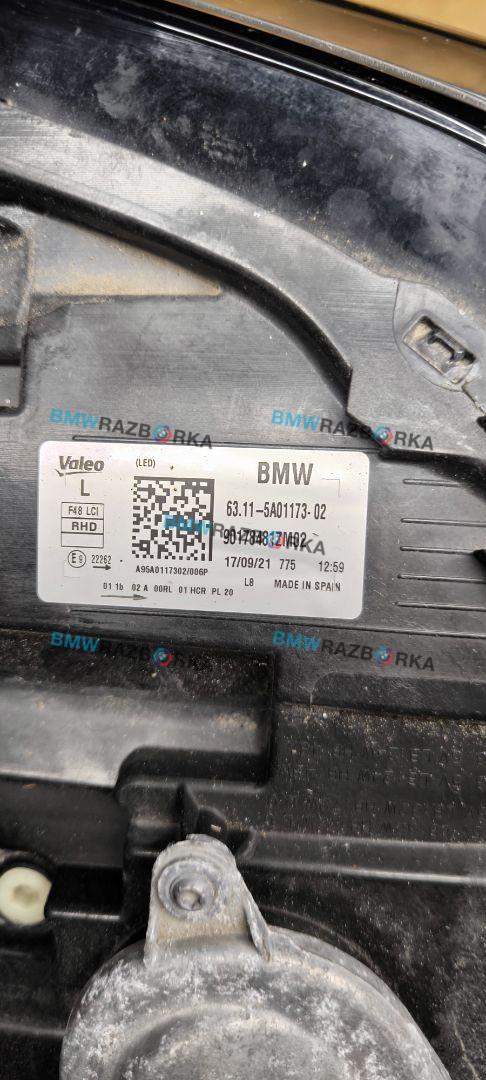 BMWRAZBORKA BMWRAZBORKA
Valeo (LED) BMW
L
F48 LCI
RHD
63.11-5A01173-02
BMWRAZBORKA
E9 22262
17/09/21 775 12:59
A95A0117302/006P
L8 MADE IN SPAIN
01 1b 02 A 00RL 01 HCR PL 20
BMWRAZBORKA BMWRAZBORKA